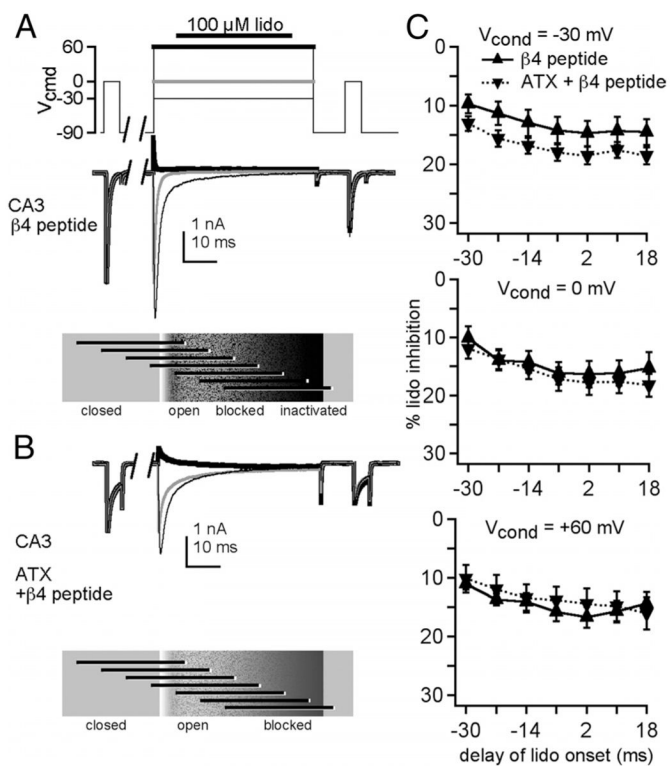 A
100 µM lido
60
0
-30
-90
Vcmd
CA3
β4 peptide
1 nA
10 ms
closed open blocked inactivated
B
CA3
ATX
+β4 peptide
1 nA
10 ms
closed open blocked
C
Vcond = -30 mV
β4 peptide
ATX + β4 peptide
0
10
20
30
-30 -14 2 18
Vcond = 0 mV
% lido inhibition
0
10
20
30
-30 -14 2 18
Vcond = +60 mV
0
10
20
30
-30 -14 2 18
delay of lido onset (ms)